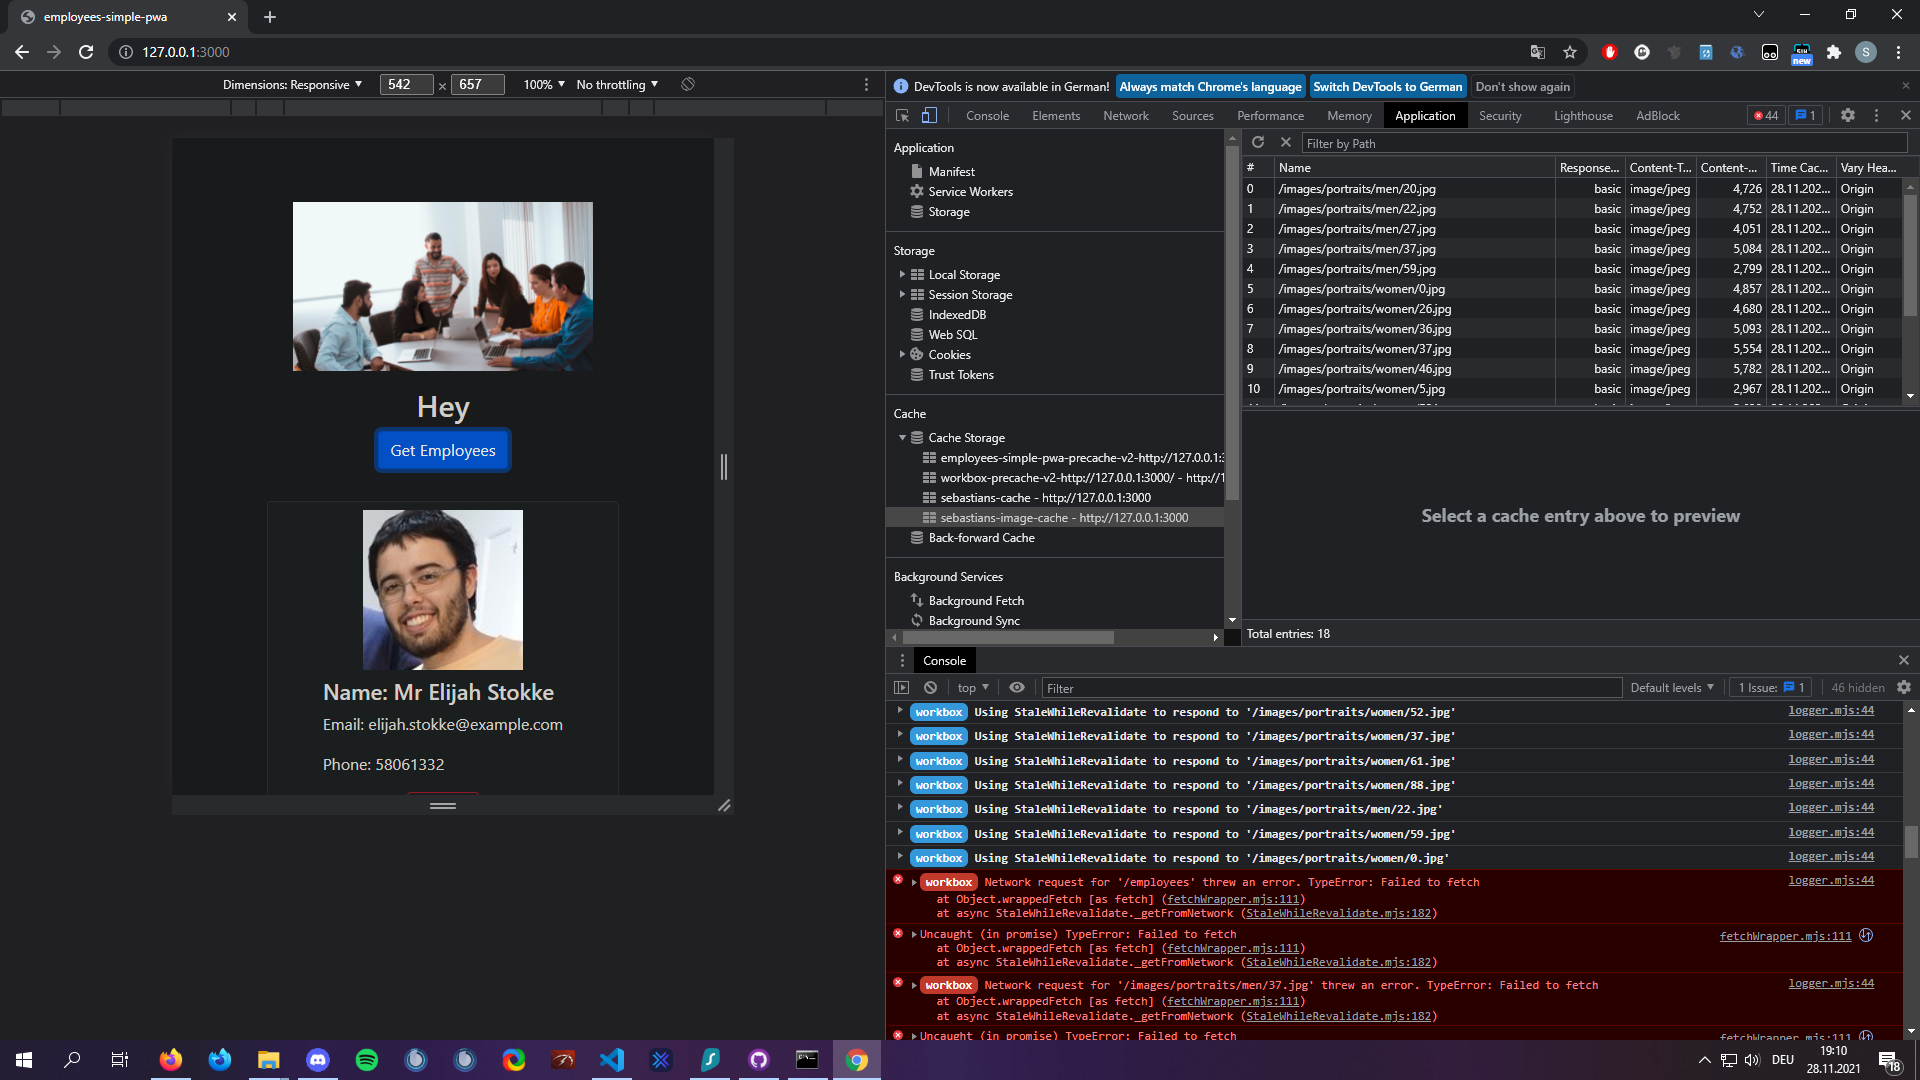 employees-simple-pwa
127.0.0.1:3000
S
new
Dimensions: Responsive
542 × 657
100%
No throttling
Hey
Get Employees
Name: Mr Elijah Stokke
Email: elijah.stokke@example.com
Phone: 58061332
DevTools is now available in German!
Always match Chrome's language
Switch DevTools to German
Don't show again
Console Elements Network Sources Performance Memory Application Security Lighthouse AdBlock
44
1
Application
Manifest
Service Workers
Storage
Storage
Local Storage
Session Storage
IndexedDB
Web SQL
Cookies
Trust Tokens
Cache
Cache Storage
employees-simple-pwa-precache-v2-http://127.0.0.1:3
workbox-precache-v2-http://127.0.0.1:3000/ - http://1
sebastians-cache - http://127.0.0.1:3000
sebastians-image-cache - http://127.0.0.1:3000
Back-forward Cache
Background Services
Background Fetch
Background Sync
Filter by Path
# Name Response... Content-T... Content-... Time Cac... Vary Hea...
0 /images/portraits/men/20.jpg basic image/jpeg 4,726 28.11.202... Origin
1 /images/portraits/men/22.jpg basic image/jpeg 4,752 28.11.202... Origin
2 /images/portraits/men/27.jpg basic image/jpeg 4,051 28.11.202... Origin
3 /images/portraits/men/37.jpg basic image/jpeg 5,084 28.11.202... Origin
4 /images/portraits/men/59.jpg basic image/jpeg 2,799 28.11.202... Origin
5 /images/portraits/women/0.jpg basic image/jpeg 4,857 28.11.202... Origin
6 /images/portraits/women/26.jpg basic image/jpeg 4,680 28.11.202... Origin
7 /images/portraits/women/36.jpg basic image/jpeg 5,093 28.11.202... Origin
8 /images/portraits/women/37.jpg basic image/jpeg 5,554 28.11.202... Origin
9 /images/portraits/women/46.jpg basic image/jpeg 5,782 28.11.202... Origin
10 /images/portraits/women/5.jpg basic image/jpeg 2,967 28.11.202... Origin
Select a cache entry above to preview
Total entries: 18
Console
top
Filter
Default levels
1 Issue: 1
46 hidden
workbox Using StaleWhileRevalidate to respond to '/images/portraits/women/52.jpg' logger.mjs:44
workbox Using StaleWhileRevalidate to respond to '/images/portraits/women/37.jpg' logger.mjs:44
workbox Using StaleWhileRevalidate to respond to '/images/portraits/women/61.jpg' logger.mjs:44
workbox Using StaleWhileRevalidate to respond to '/images/portraits/women/88.jpg' logger.mjs:44
workbox Using StaleWhileRevalidate to respond to '/images/portraits/men/22.jpg' logger.mjs:44
workbox Using StaleWhileRevalidate to respond to '/images/portraits/women/59.jpg' logger.mjs:44
workbox Using StaleWhileRevalidate to respond to '/images/portraits/women/0.jpg' logger.mjs:44
workbox Network request for '/employees' threw an error. TypeError: Failed to fetch logger.mjs:44
at Object.wrappedFetch [as fetch] (fetchWrapper.mjs:111)
at async StaleWhileRevalidate._getFromNetwork (StaleWhileRevalidate.mjs:182)
Uncaught (in promise) TypeError: Failed to fetch fetchWrapper.mjs:111
at Object.wrappedFetch [as fetch] (fetchWrapper.mjs:111)
at async StaleWhileRevalidate._getFromNetwork (StaleWhileRevalidate.mjs:182)
workbox Network request for '/images/portraits/men/37.jpg' threw an error. TypeError: Failed to fetch logger.mjs:44
at Object.wrappedFetch [as fetch] (fetchWrapper.mjs:111)
at async StaleWhileRevalidate._getFromNetwork (StaleWhileRevalidate.mjs:182)
Uncaught (in promise) TypeError: Failed to fetch fetchWrapper.mjs:111
DEU
19:10
28.11.2021
18